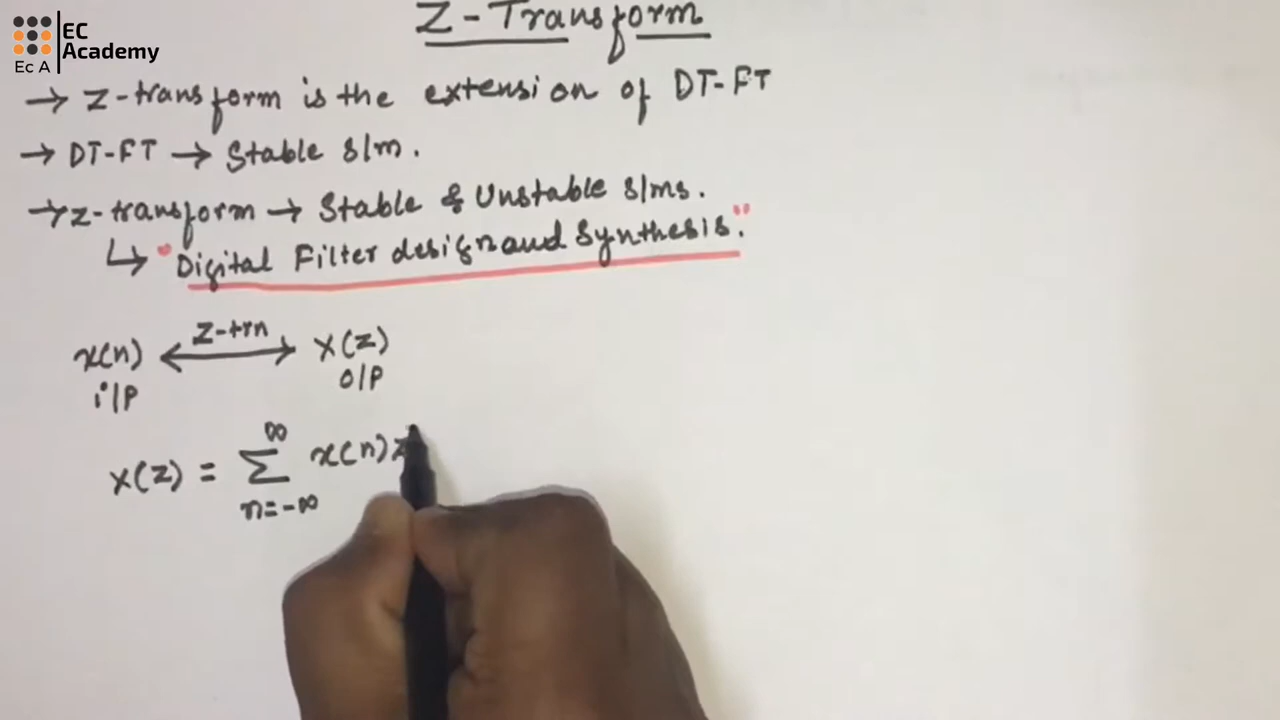 EC
Academy
Ec A
Z-Transform
→ Z-transform is the extension of DT-FT
→ DT-FT → Stable s/m.
→ z-transform → Stable & Unstable s/ms.
↳ "Digital Filter design and Synthesis."
x(n) ←Z-trn→ X(z)
i/P O/P
X(z) = ∑ x(n)z
∞
n=-∞